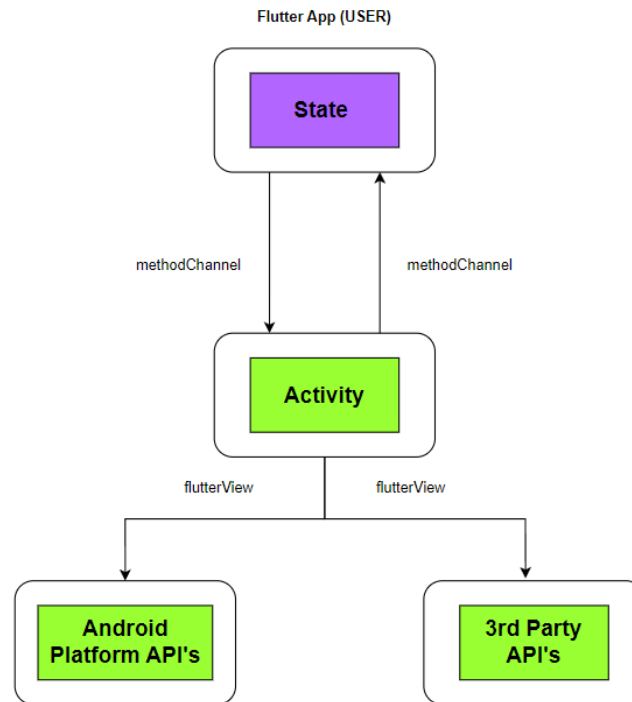 Flutter App (USER)
State
methodChannel
methodChannel
Activity
flutterView
flutterView
Android
Platform API's
3rd Party
API's